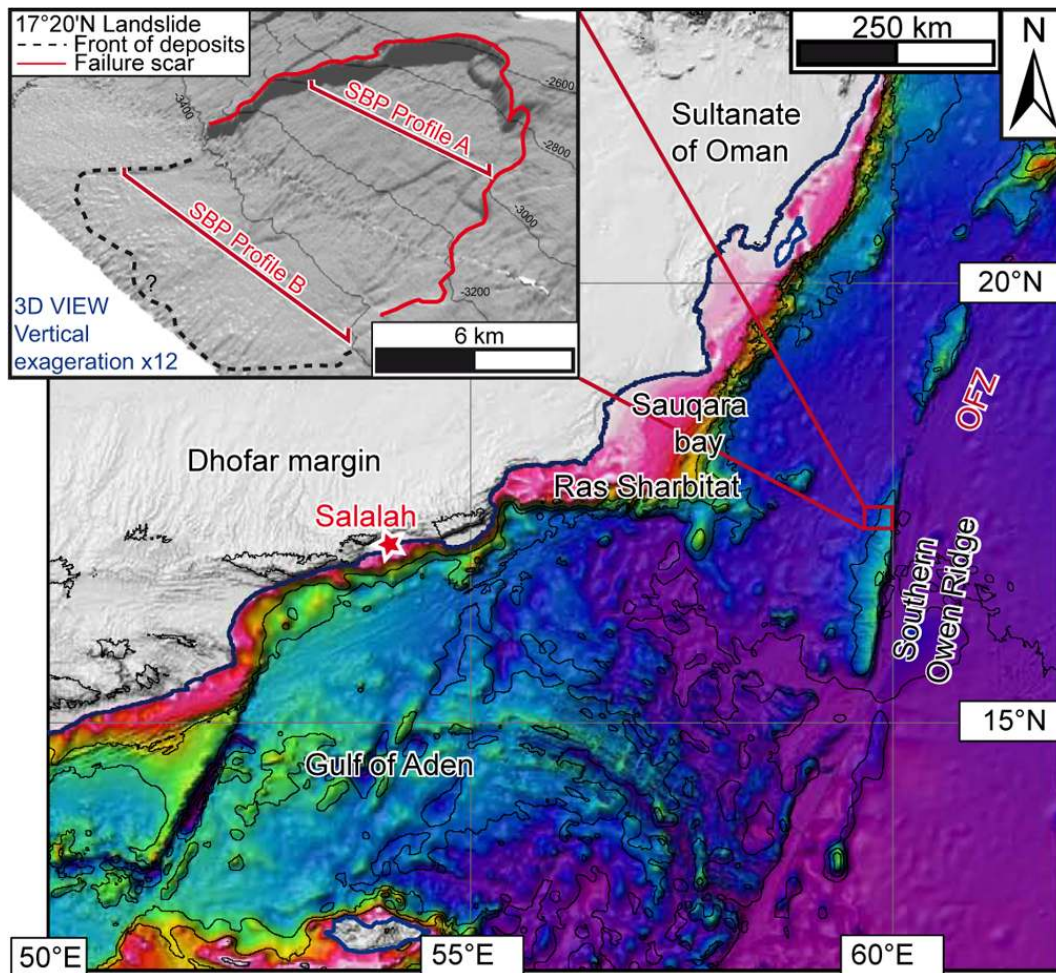 17°20'N Landslide
Front of deposits
Failure scar
SBP Profile A
SBP Profile B
-3400
-2600
-2800
-3000
-3200
?
3D VIEW
Vertical
exageration x12
6 km
250 km
N
Sultanate
of Oman
20°N
OFZ
Sauqara
bay
Dhofar margin
Ras Sharbitat
Salalah
Southern
Owen Ridge
15°N
Gulf of Aden
50°E
55°E
60°E